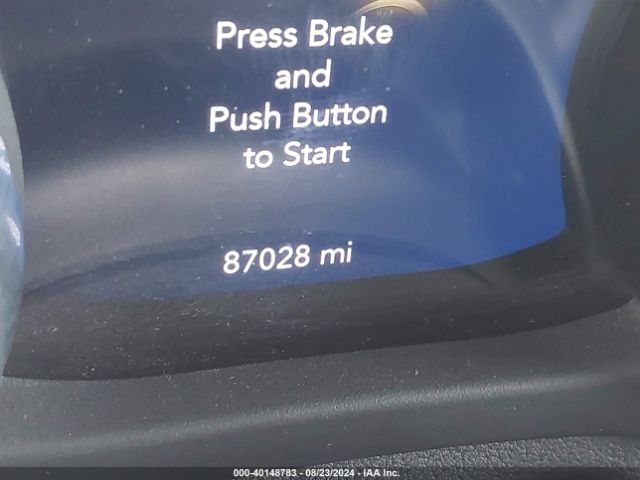 Press Brake
and
Push Button
to Start
87028 mi
000-40148783 - 08/23/2024 - IAA Inc.